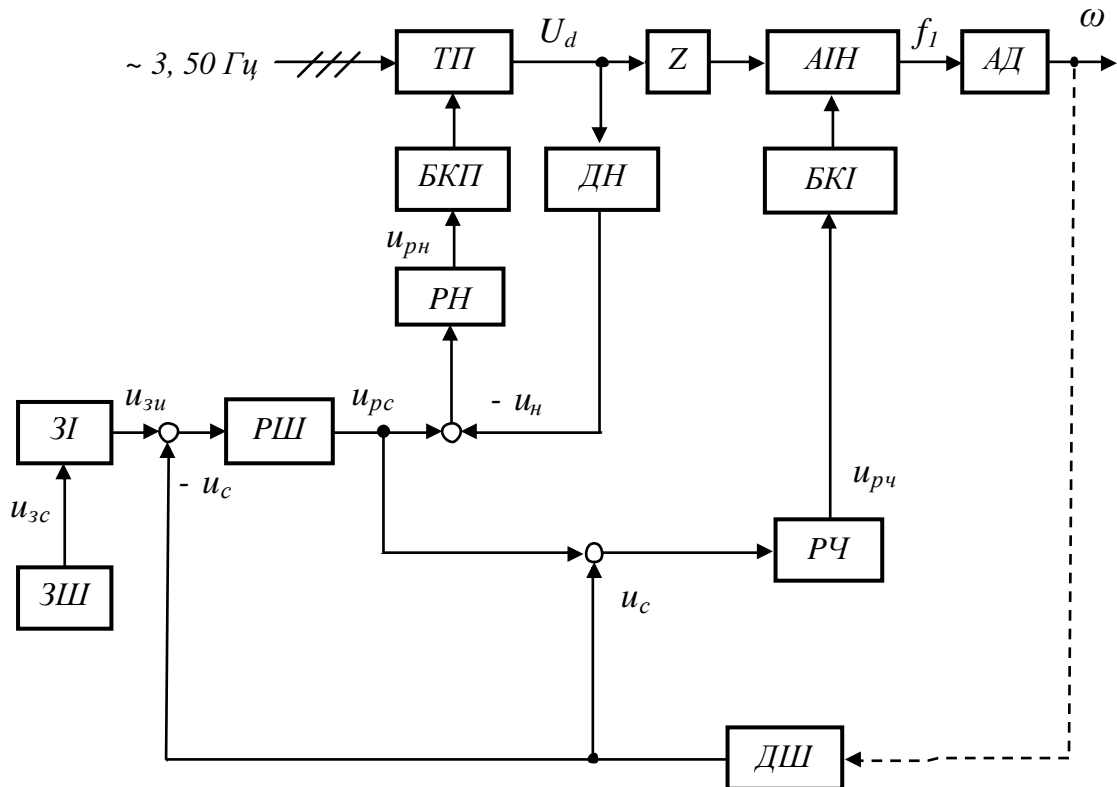 ~ 3, 50 Гц
ТП
U_d
Z
АІН
f_1
АД
ω
БКП
ДН
БКІ
u_рн
РН
ЗІ
u_зи
РШ
u_рс
- u_н
- u_с
u_зс
ЗШ
u_рч
РЧ
u_с
ДШ